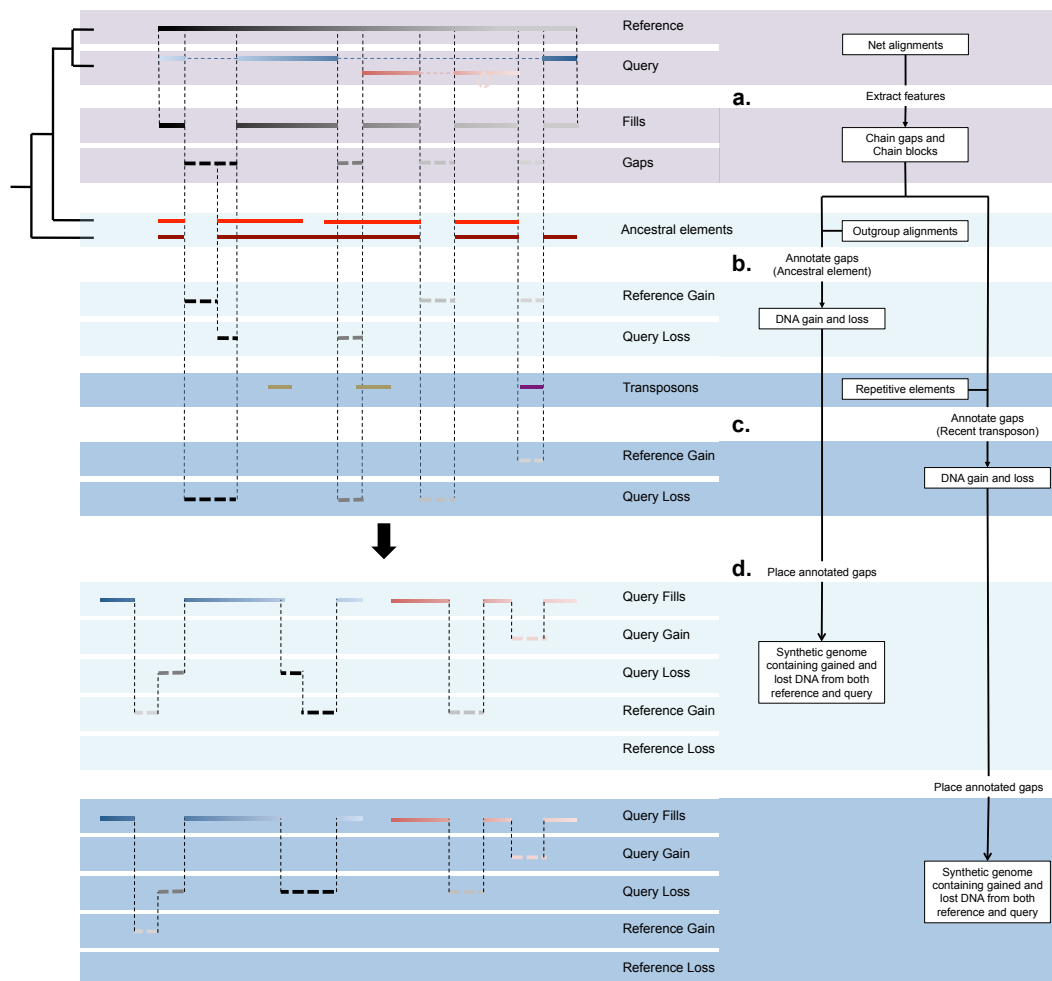 Reference
Query
Net alignments
a.
Extract features
Fills
Gaps
Chain gaps and
Chain blocks
Ancestral elements
Outgroup alignments
b.
Annotate gaps
(Ancestral element)
Reference Gain
Query Loss
DNA gain and loss
Transposons
Repetitive elements
c.
Annotate gaps
(Recent transposon)
Reference Gain
Query Loss
DNA gain and loss
d.
Place annotated gaps
Query Fills
Query Gain
Query Loss
Reference Gain
Reference Loss
Synthetic genome
containing gained and
lost DNA from both
reference and query
Place annotated gaps
Query Fills
Query Gain
Query Loss
Reference Gain
Reference Loss
Synthetic genome
containing gained and
lost DNA from both
reference and query